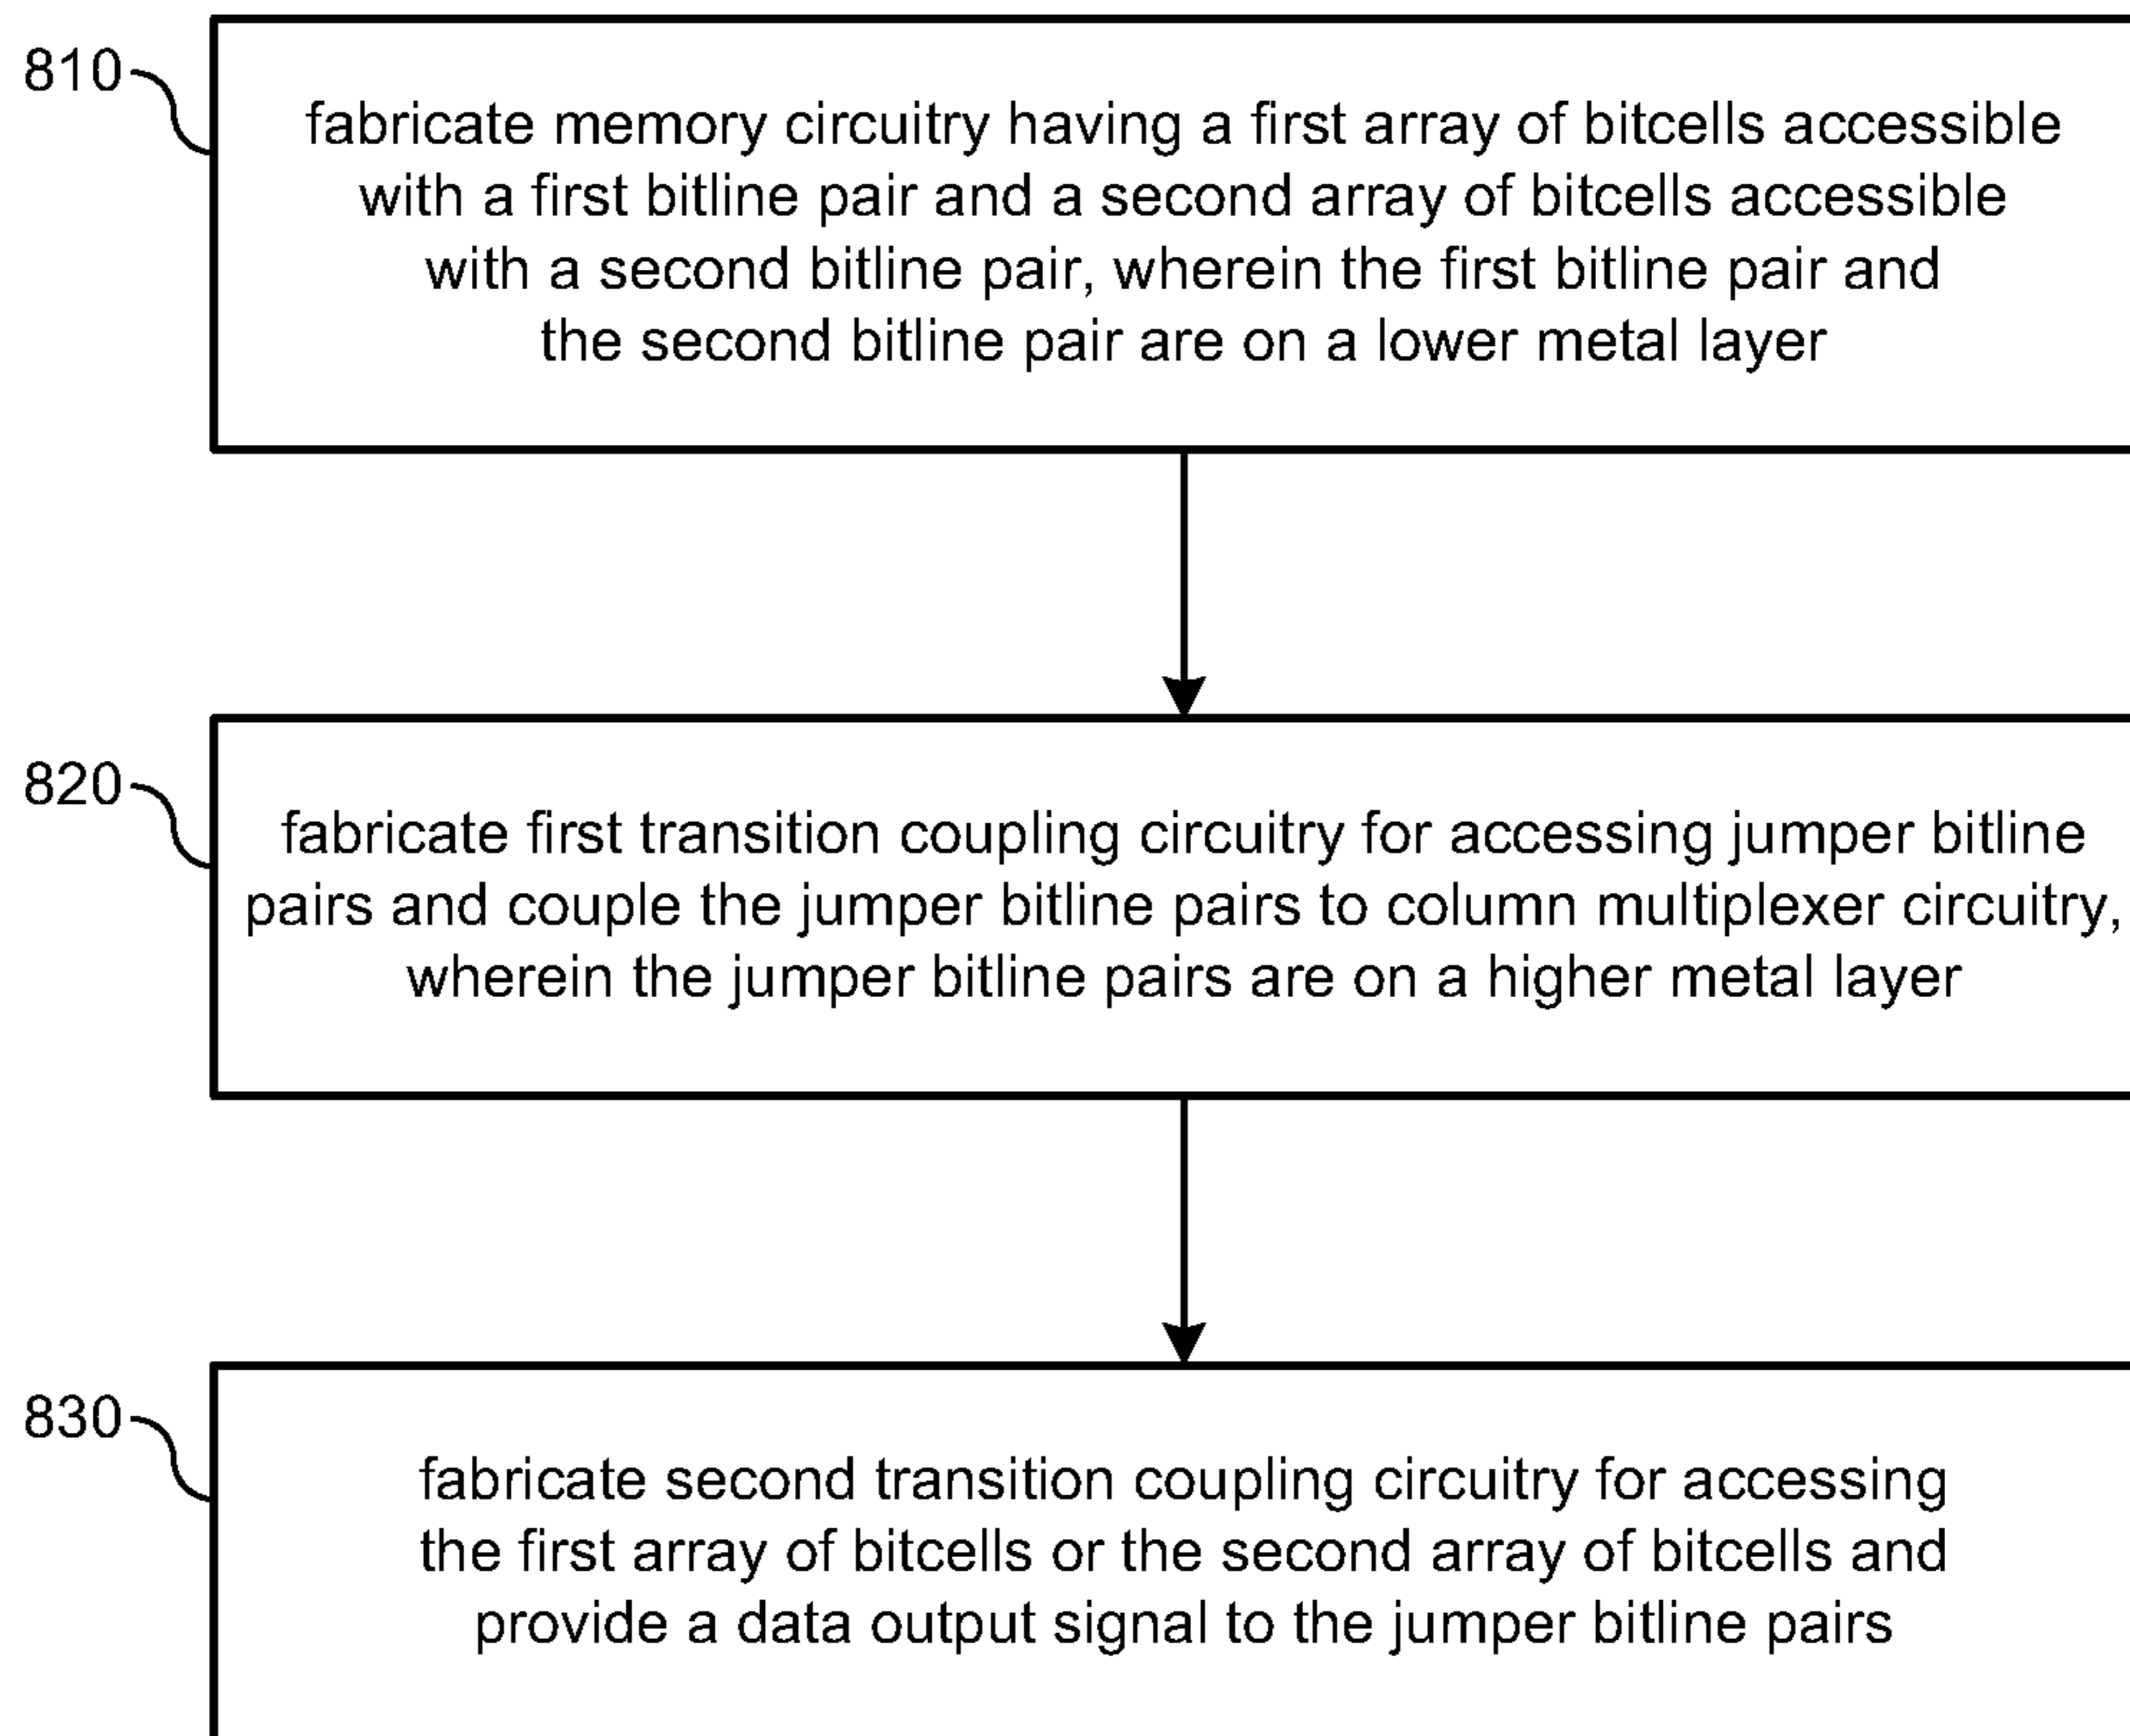 810
fabricate memory circuitry having a first array of bitcells accessible
with a first bitline pair and a second array of bitcells accessible
with a second bitline pair, wherein the first bitline pair and
the second bitline pair are on a lower metal layer
820
fabricate first transition coupling circuitry for accessing jumper bitline
pairs and couple the jumper bitline pairs to column multiplexer circuitry,
wherein the jumper bitline pairs are on a higher metal layer
830
fabricate second transition coupling circuitry for accessing
the first array of bitcells or the second array of bitcells and
provide a data output signal to the jumper bitline pairs